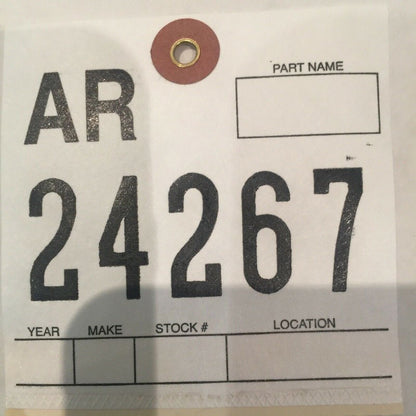 PART NAME
AR
24267
YEAR MAKE STOCK # LOCATION